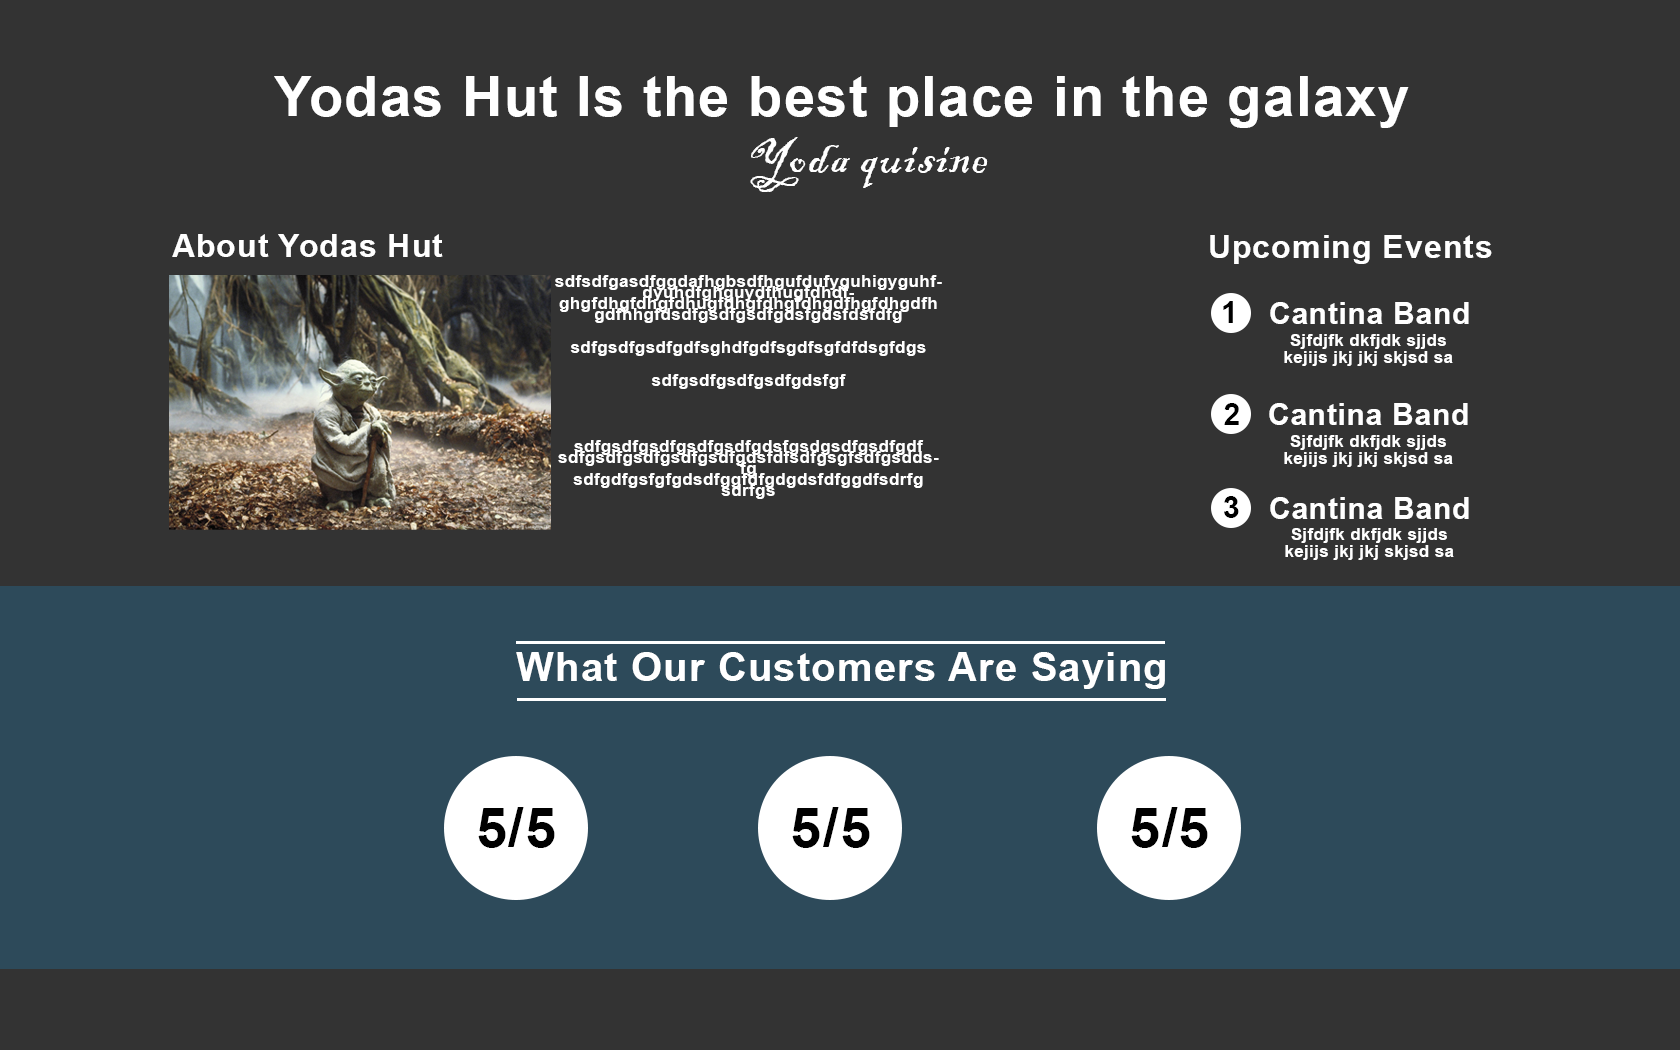 Yodas Hut Is the best place in the galaxy
Yoda quisine
About Yodas Hut
sdfsdfgasdfggdafhgbsdfhgufdufyguhigyguhf-
dyuhdfghguydfhugfdhdf-
ghgfdhgfdhgfdhugfdhgfdhgfdhgdfhgfdhgdfh
gdfhhgfdsdfgsdfgsdfgdsfgdsfdsfdfg
sdfgsdfgsdfgdfsghdfgdfsgdfsgfdfdsgfdgs
sdfgsdfgsdfgsdfgdsfgf
sdfgsdfgsdfgsdfgsdfgdsfgsdgsdfgsdfgdf
sdfgsdfgsdfgsdfgsdfgdsfdfsdfgsgfsdfgsdds-
fg
sdfgdfgsfgfgdsdfggfdfgdgdsfdfggdfsdrfg
sdrfgs
Upcoming Events
1 Cantina Band
Sjfdjfk dkfjdk sjjds
kejijs jkj jkj skjsd sa
2 Cantina Band
Sjfdjfk dkfjdk sjjds
kejijs jkj jkj skjsd sa
3 Cantina Band
Sjfdjfk dkfjdk sjjds
kejijs jkj jkj skjsd sa
What Our Customers Are Saying
5/5 5/5 5/5